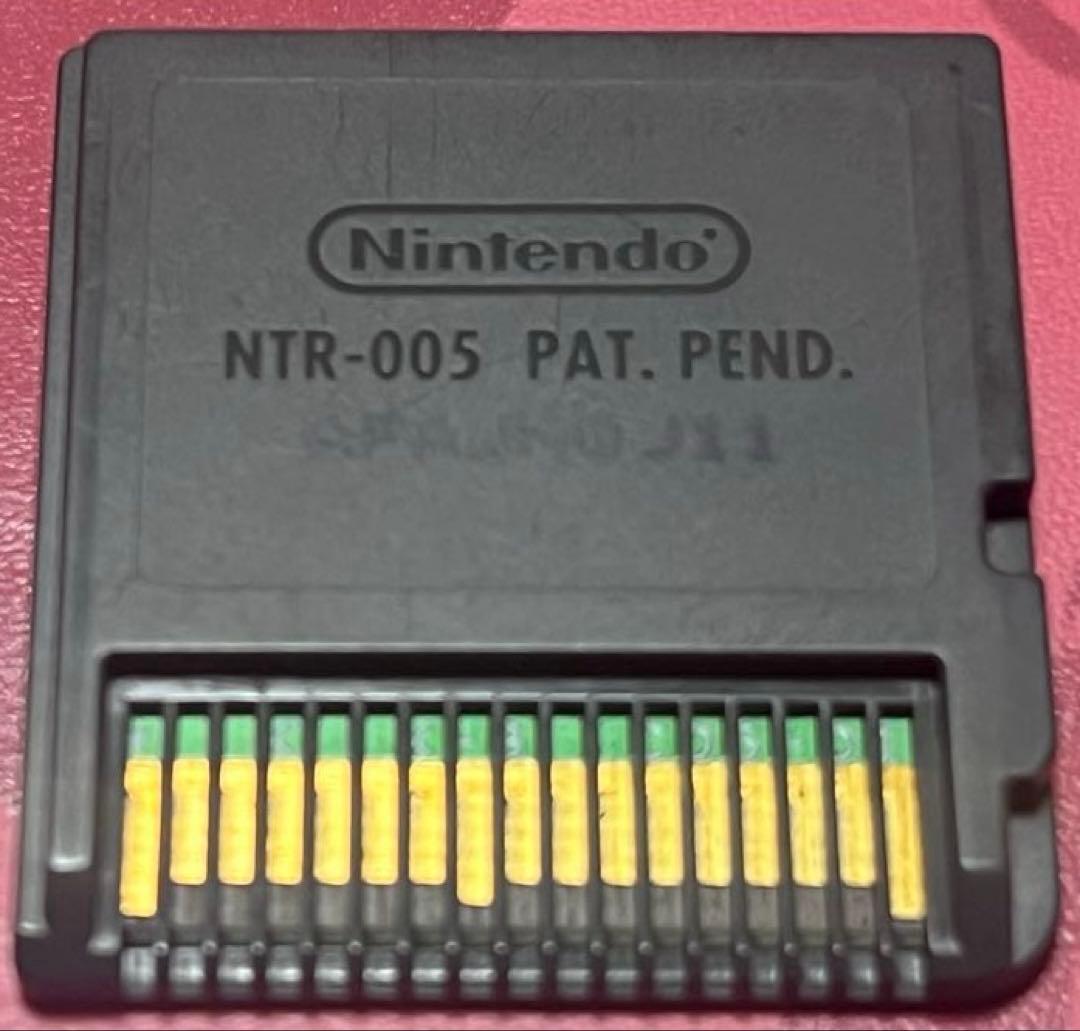 Nintendo
NTR-005 PAT. PEND.